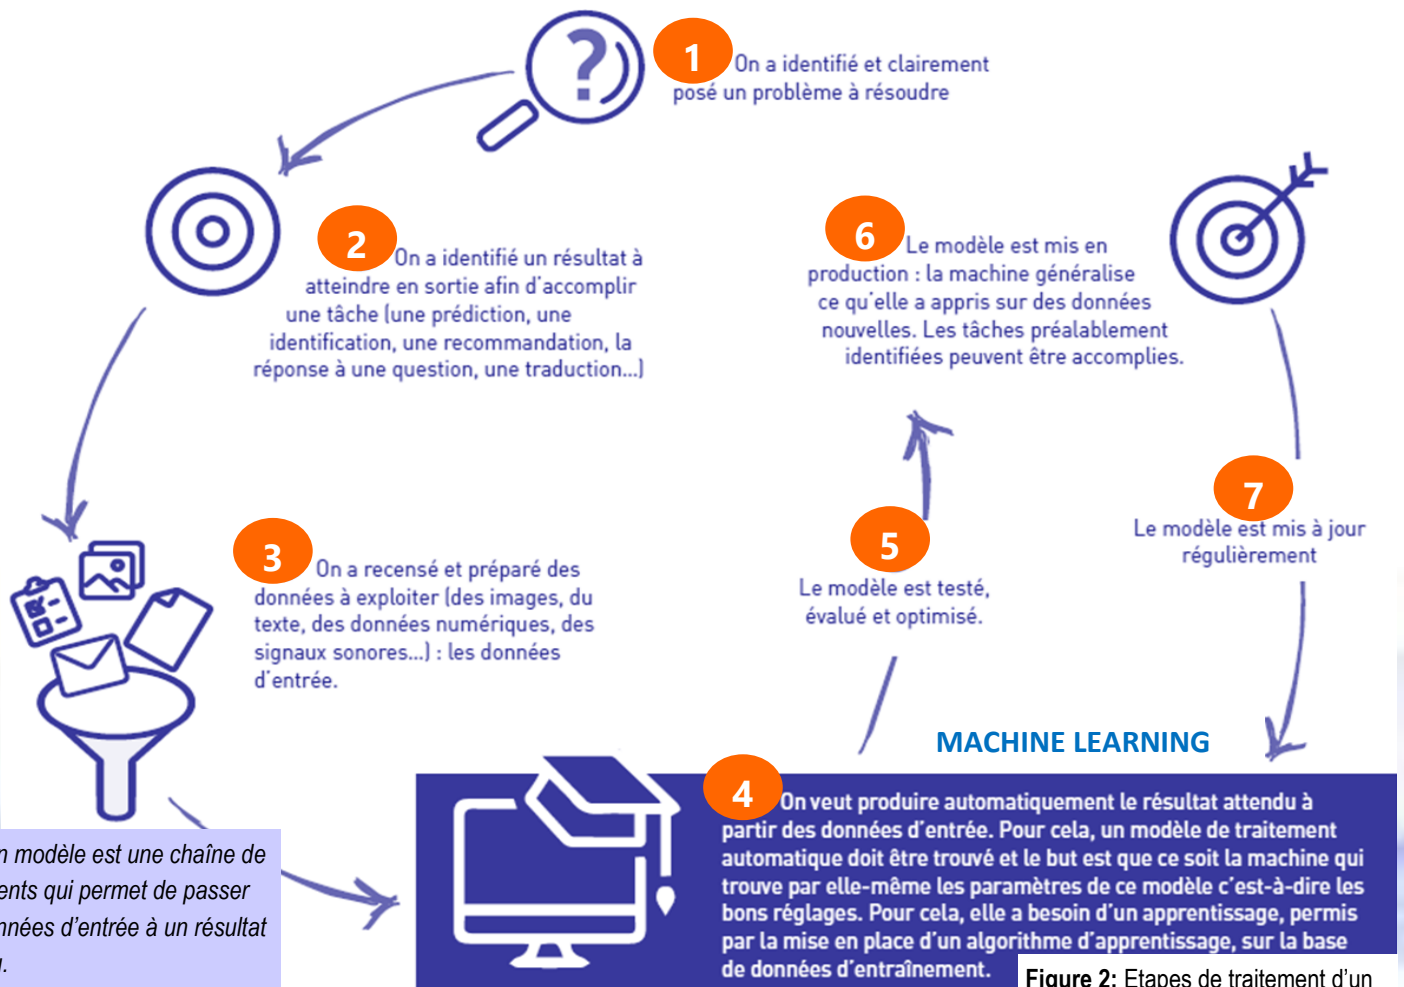 ?
1
On a identifié et clairement
posé un problème à résoudre
2
On a identifié un résultat à
atteindre en sortie afin d'accomplir
une tâche (une prédiction, une
identification, une recommandation, la
réponse à une question, une traduction...)
3
On a recensé et préparé des
données à exploiter (des images, du
texte, des données numériques, des
signaux sonores...) : les données
d'entrée.
MACHINE LEARNING
4
On veut produire automatiquement le résultat attendu à
partir des données d'entrée. Pour cela, un modèle de traitement
automatique doit être trouvé et le but est que ce soit la machine qui
trouve par elle-même les paramètres de ce modèle c'est-à-dire les
bons réglages. Pour cela, elle a besoin d'un apprentissage, permis
par la mise en place d'un algorithme d'apprentissage, sur la base
de données d'entraînement.
5
Le modèle est testé,
évalué et optimisé.
6
Le modèle est mis en
production : la machine généralise
ce qu'elle a appris sur des données
nouvelles. Les tâches préalablement
identifiées peuvent être accomplies.
7
Le modèle est mis à jour
régulièrement
modèle est une chaîne de
qui permet de passer
d'entrée à un résultat
Figure 2: Etapes de traitement d'un